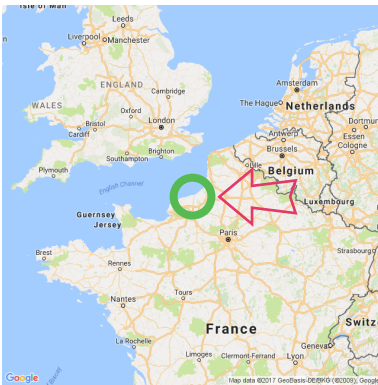 Isle of Man
Leeds
Liverpool
Manchester
ENGLAND
Cambridge
Amsterdam
The Hague
Netherlands
WALES
Oxford
Bristol
London
Cardiff
Dortmur
Antwerp
Essen
Southampton
Brighton
Brussels
Cologne
Lille
Belgium
Plymouth
English Channel
Luxembourg
Guernsey
Jersey
Paris
Brest
Rennes
Strasbourg
Nantes
Tours
France
Switz
La Rochelle
Limoges
Clermont-Ferrand
Lyon
Geneva
Google
Map data ©2017 GeoBasis-DE/BKG (©2009), Google